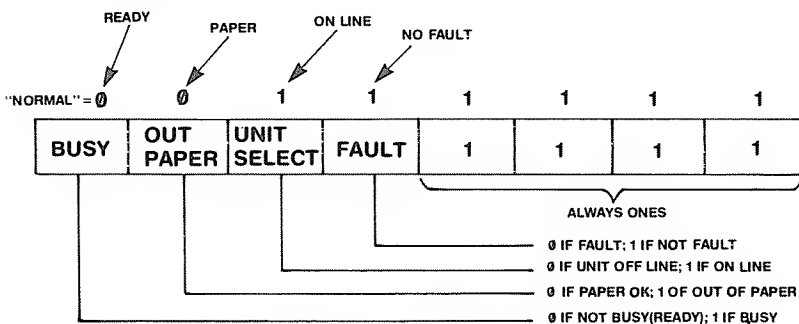 READY
PAPER
ON LINE
NO FAULT
"NORMAL" = 0 0 1 1 1 1 1 1
BUSY OUT PAPER UNIT SELECT FAULT 1 1 1 1
ALWAYS ONES
0 IF FAULT; 1 IF NOT FAULT
0 IF UNIT OFF LINE; 1 IF ON LINE
0 IF PAPER OK; 1 OF OUT OF PAPER
0 IF NOT BUSY(READY); 1 IF BUSY